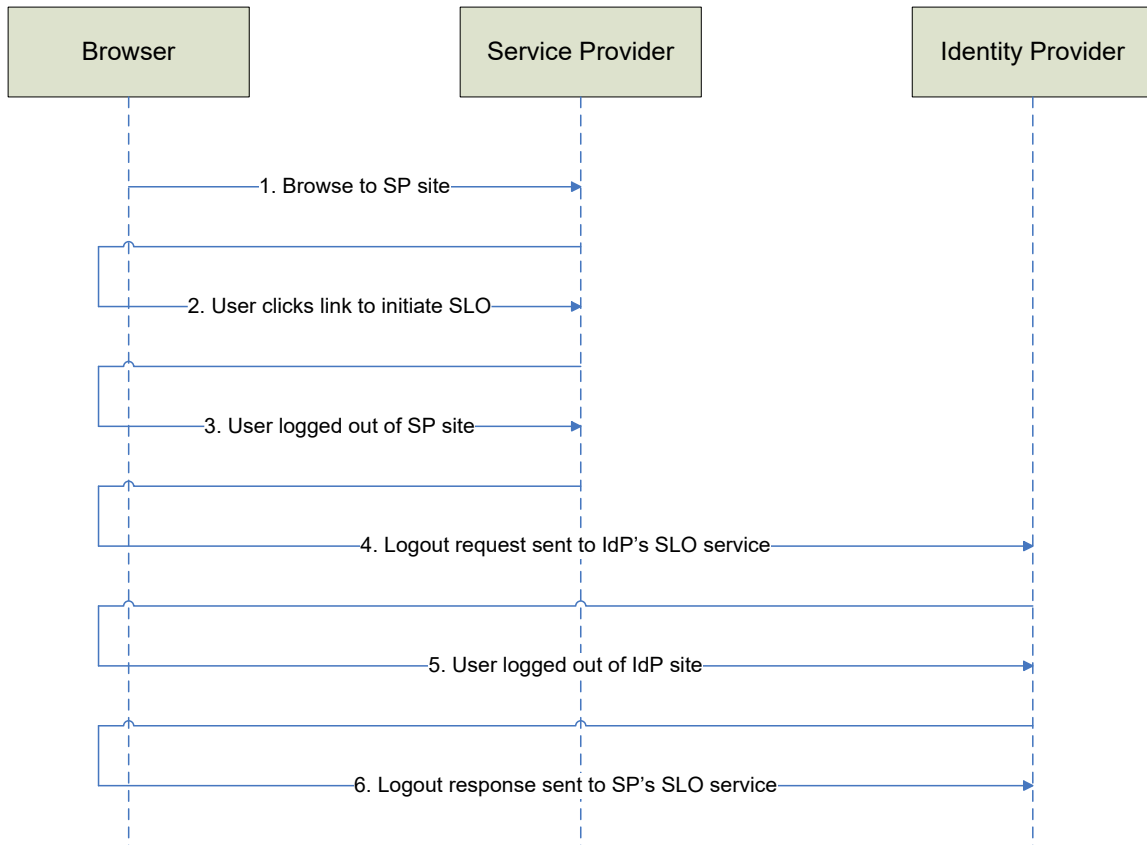 Browser
Service Provider
Identity Provider
1. Browse to SP site
2. User clicks link to initiate SLO
3. User logged out of SP site
4. Logout request sent to IdP’s SLO service
5. User logged out of IdP site
6. Logout response sent to SP’s SLO service